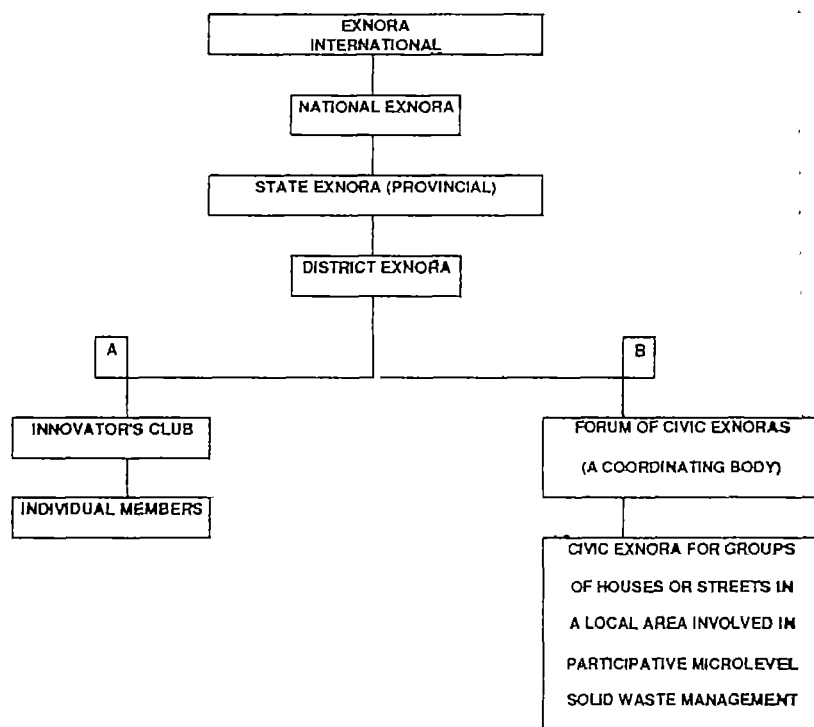 EXNORA
INTERNATIONAL
NATIONAL EXNORA
STATE EXNORA (PROVINCIAL)
DISTRICT EXNORA
A
B
INNOVATOR'S CLUB
INDIVIDUAL MEMBERS
FORUM OF CIVIC EXNORAS
(A COORDINATING BODY)
CIVIC EXNORA FOR GROUPS
OF HOUSES OR STREETS IN
A LOCAL AREA INVOLVED IN
PARTICIPATIVE MICROLEVEL
SOLID WASTE MANAGEMENT